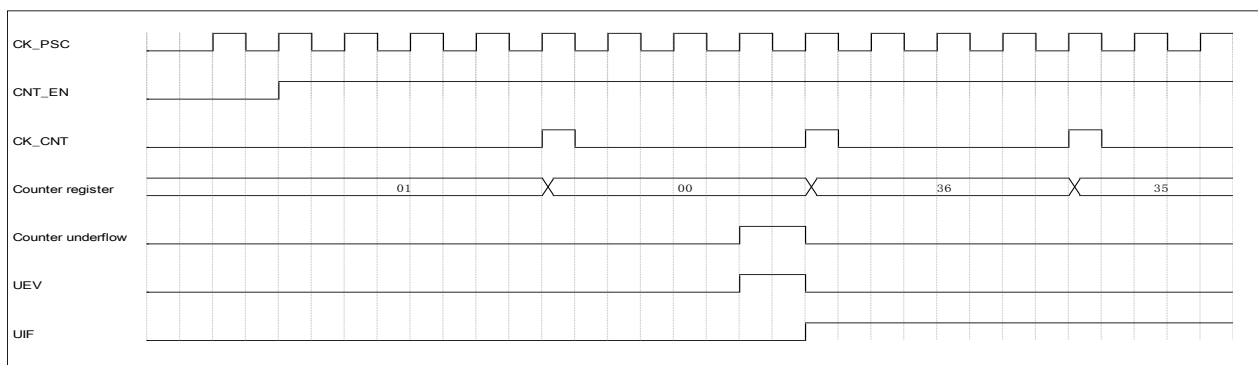 CK_PSC
CNT_EN
CK_CNT
Counter register 01 00 36 35
Counter underflow
UEV
UIF